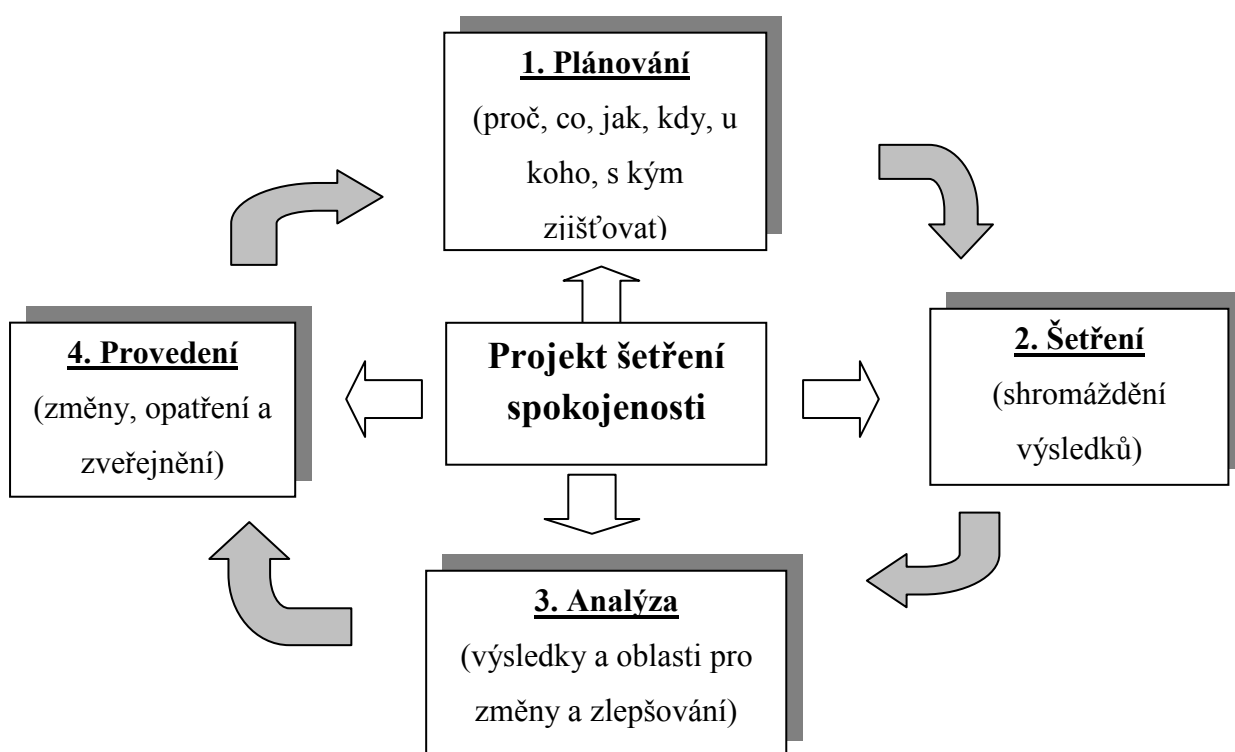 1. Plánování
(proč, co, jak, kdy, u
koho, s kým
zjišťovat)
2. Šetření
(shromáždění
výsledků)
Projekt šetření
spokojenosti
4. Provedení
(změny, opatření a
zveřejnění)
3. Analýza
(výsledky a oblasti pro
změny a zlepšování)